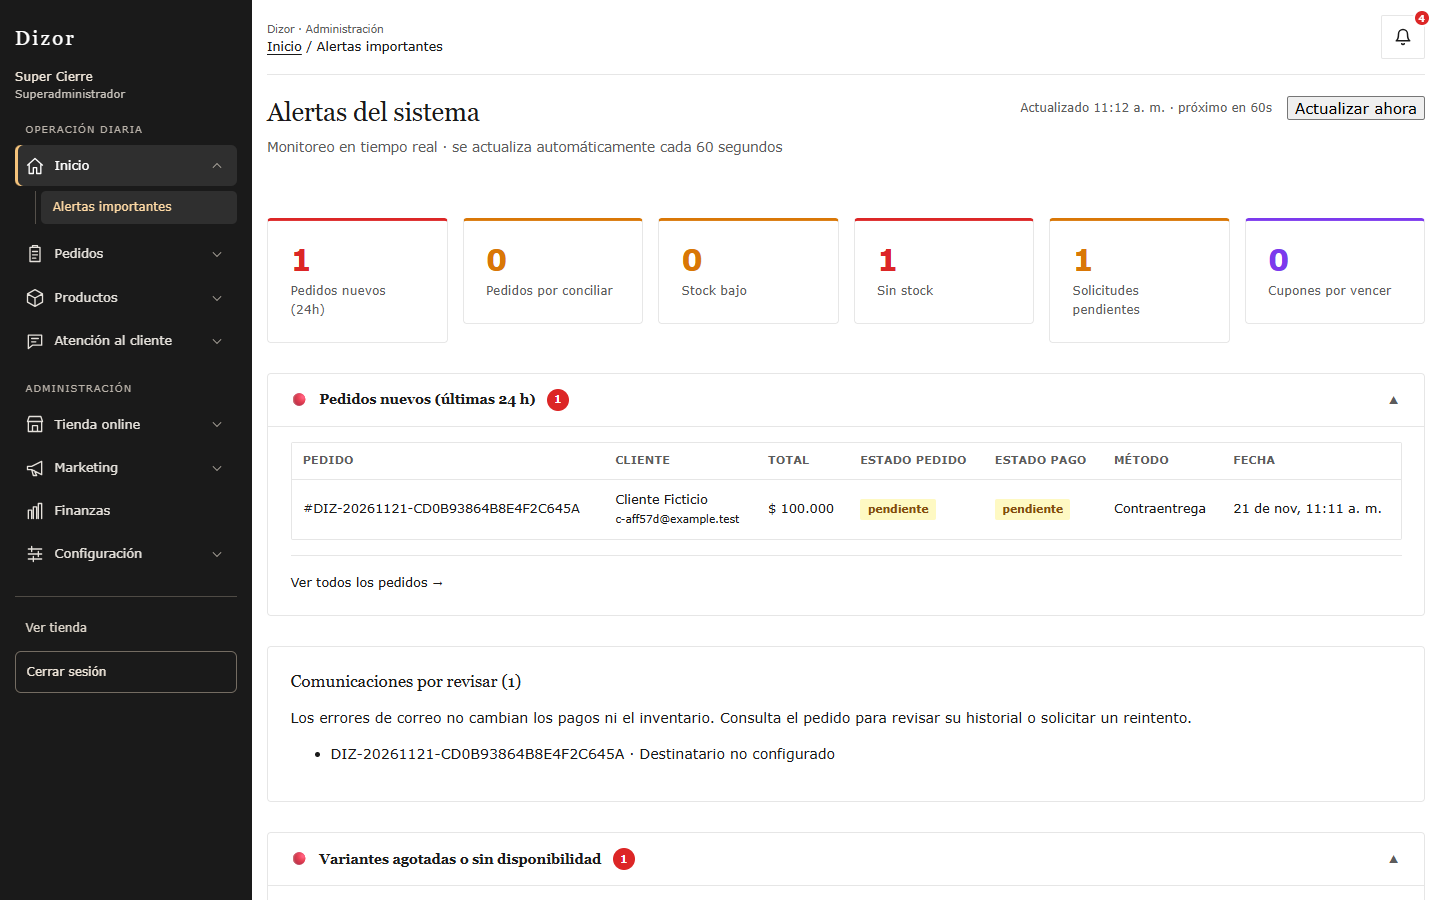 Dizor
Super Cierre
Superadministrador
OPERACIÓN DIARIA
Inicio
Alertas importantes
Pedidos
Productos
Atención al cliente
ADMINISTRACIÓN
Tienda online
Marketing
Finanzas
Configuración
Ver tienda
Cerrar sesión
Dizor · Administración
Inicio / Alertas importantes
4
Alertas del sistema
Actualizado 11:12 a. m. · próximo en 60s
Actualizar ahora
Monitoreo en tiempo real · se actualiza automáticamente cada 60 segundos
1
Pedidos nuevos
(24h)
0
Pedidos por conciliar
0
Stock bajo
1
Sin stock
1
Solicitudes
pendientes
0
Cupones por vencer
Pedidos nuevos (últimas 24 h) 1
PEDIDO CLIENTE TOTAL ESTADO PEDIDO ESTADO PAGO MÉTODO FECHA
#DIZ-20261121-CD0B93864B8E4F2C645A Cliente Ficticio $ 100.000 pendiente pendiente Contraentrega 21 de nov, 11:11 a. m.
c-aff57d@example.test
Ver todos los pedidos →
Comunicaciones por revisar (1)
Los errores de correo no cambian los pagos ni el inventario. Consulta el pedido para revisar su historial o solicitar un reintento.
• DIZ-20261121-CD0B93864B8E4F2C645A · Destinatario no configurado
Variantes agotadas o sin disponibilidad 1